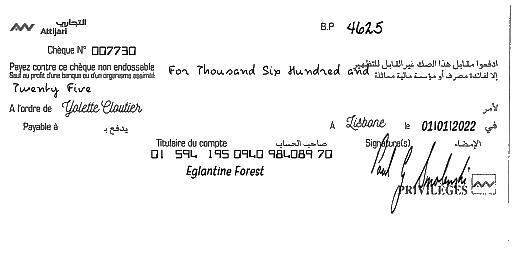 التجاري
Attijari
B.P 4625
Chèque N° 007730
Payez contre ce chèque non endossable
Sauf au profit d'une banque ou d'un organisme assimilé
For Thousand Six Hundred and
ادفعوا مقابل هذا الصك غير القابل للتظهير
إلا لفائدة مصرف أو مؤسسة مالية مماثلة
Twenty Five
A l'ordre de Yolette Cloutier لأمر
Payable à يدفع بـ
A Lisbone le 01/01/2022 في
Titulaire du compte صاحب الحساب
Signature(s) الإمضاء
01 594 195 0940 984089 70
Eglantine Forest
PRIVILEGES